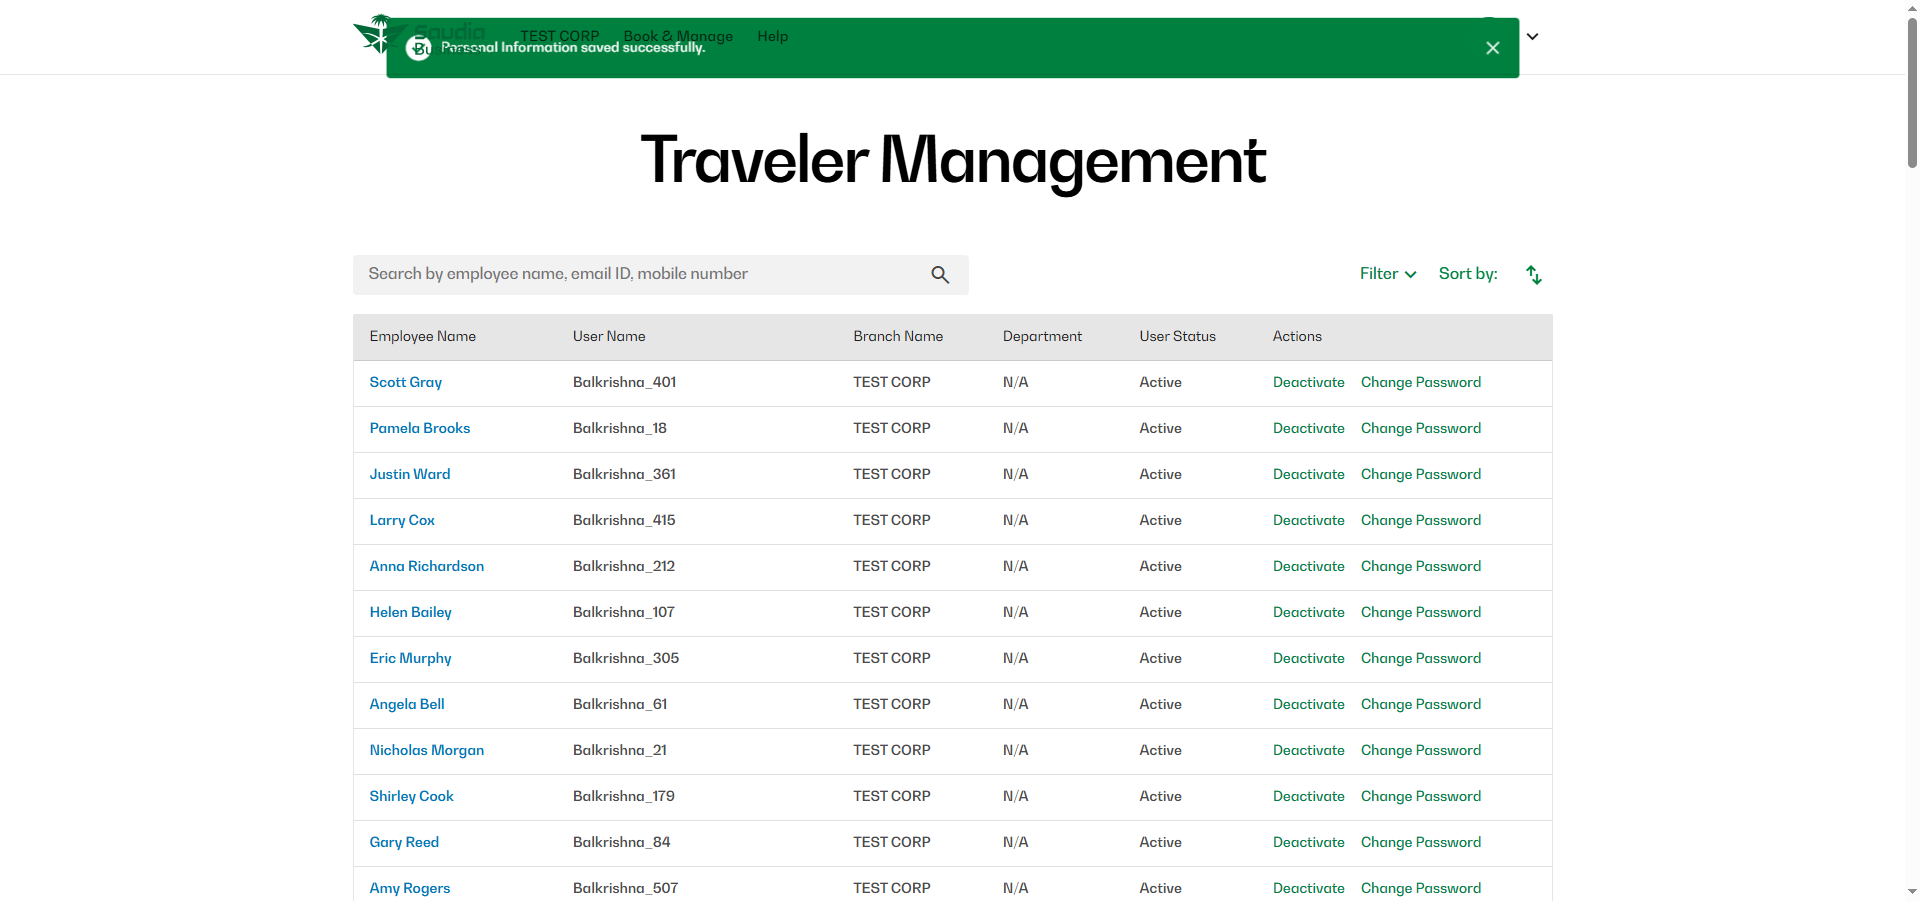 Saudia
Business
TEST CORP Book & Manage Help
Personal Information saved successfully.
Traveler Management
Search by employee name, email ID, mobile number
Filter Sort by:
Employee Name User Name Branch Name Department User Status Actions
Scott Gray Balkrishna_401 TEST CORP N/A Active Deactivate Change Password
Pamela Brooks Balkrishna_18 TEST CORP N/A Active Deactivate Change Password
Justin Ward Balkrishna_361 TEST CORP N/A Active Deactivate Change Password
Larry Cox Balkrishna_415 TEST CORP N/A Active Deactivate Change Password
Anna Richardson Balkrishna_212 TEST CORP N/A Active Deactivate Change Password
Helen Bailey Balkrishna_107 TEST CORP N/A Active Deactivate Change Password
Eric Murphy Balkrishna_305 TEST CORP N/A Active Deactivate Change Password
Angela Bell Balkrishna_61 TEST CORP N/A Active Deactivate Change Password
Nicholas Morgan Balkrishna_21 TEST CORP N/A Active Deactivate Change Password
Shirley Cook Balkrishna_179 TEST CORP N/A Active Deactivate Change Password
Gary Reed Balkrishna_84 TEST CORP N/A Active Deactivate Change Password
Amy Rogers Balkrishna_507 TEST CORP N/A Active Deactivate Change Password